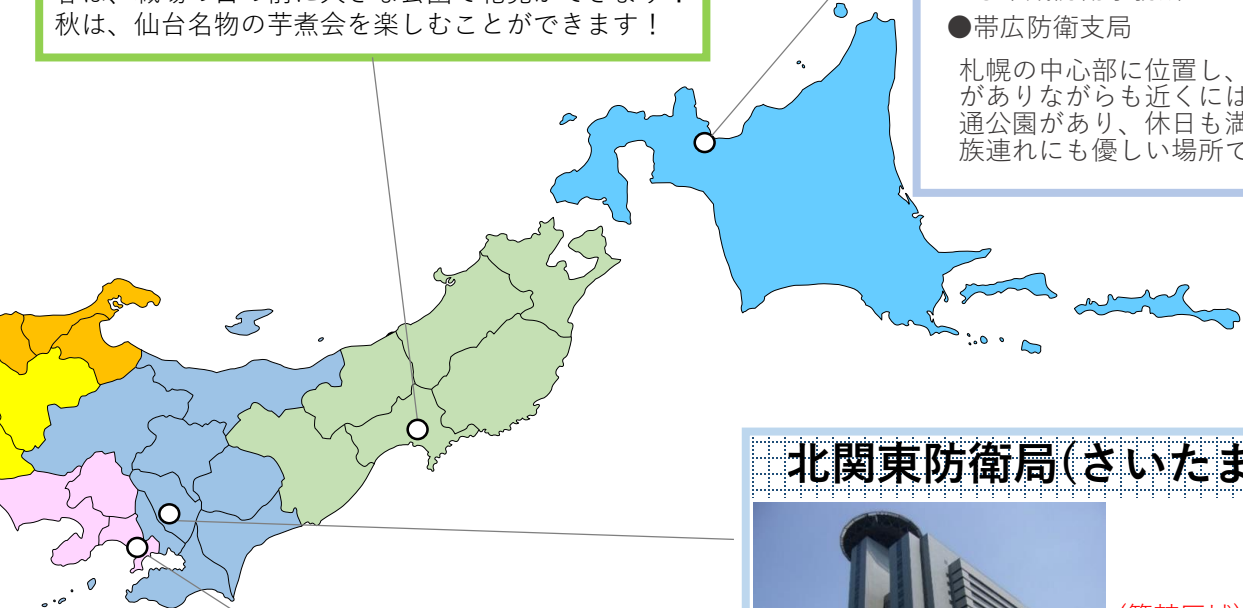 秋は、仙台名物の芋煮会を楽しむことができます！
●帯広防衛支局
札幌の中心部に位置し、
がありながらも近くには
通公園があり、休日も満
族連れにも優しい場所で
北関東防衛局(さいたま